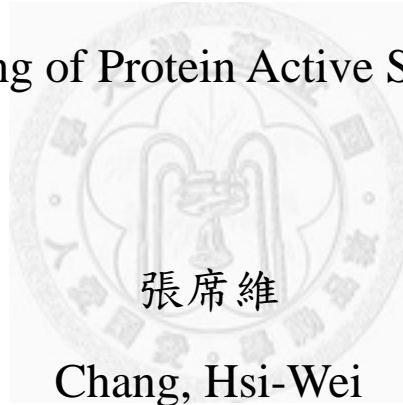 ng of Protein Active S
張席維
Chang, Hsi-Wei